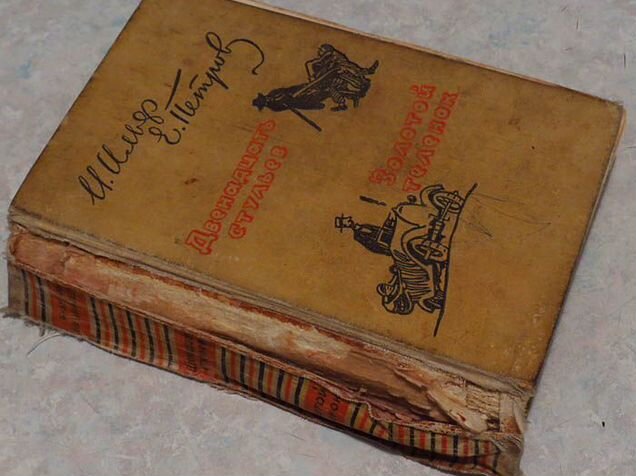 И. Ильф
Е. Петров
Двенадцать
стульев
Золотой
теленок